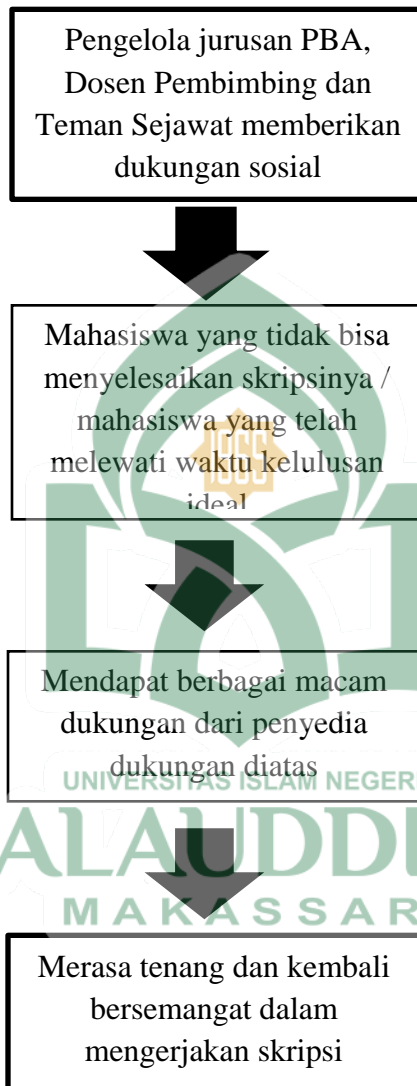 Pengelola jurusan PBA,
Dosen Pembimbing dan
Teman Sejawat memberikan
dukungan sosial
Mahasiswa yang tidak bisa
menyelesaikan skripsinya /
mahasiswa yang telah
melewati waktu kelulusan
ideal
Mendapat berbagai macam
dukungan dari penyedia
dukungan diatas
UNIVERSITAS ISLAM NEGERI
ALAUDD
MAKASSAR
Merasa tenang dan kembali
bersemangat dalam
mengerjakan skripsi